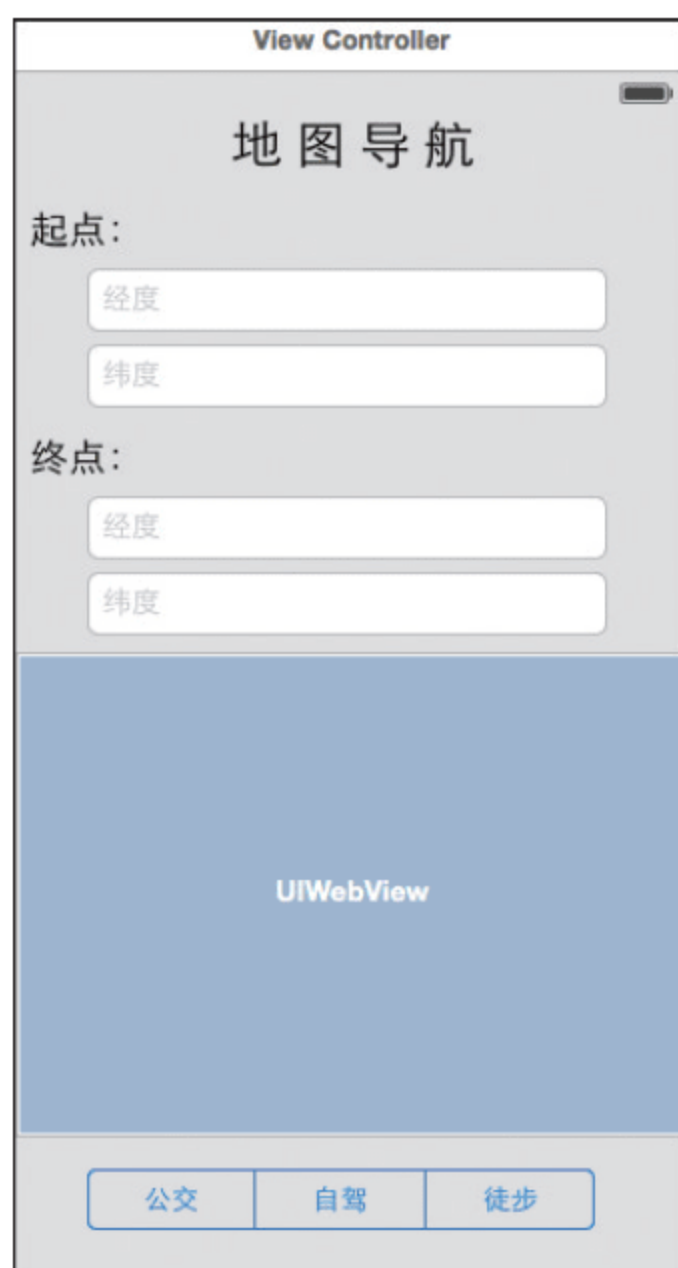 View Controller
地图导航
起点：
经度
纬度
终点：
经度
纬度
UIWebView
公交 自驾 徒步